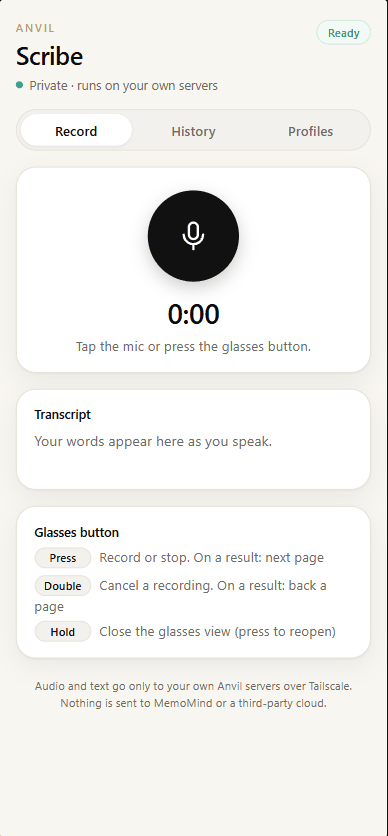 ANVIL
Ready
Scribe
Private · runs on your own servers
Record
History
Profiles
0:00
Tap the mic or press the glasses button.
Transcript
Your words appear here as you speak.
Glasses button
Press Record or stop. On a result: next page
Double Cancel a recording. On a result: back a
page
Hold Close the glasses view (press to reopen)
Audio and text go only to your own Anvil servers over Tailscale.
Nothing is sent to MemoMind or a third-party cloud.